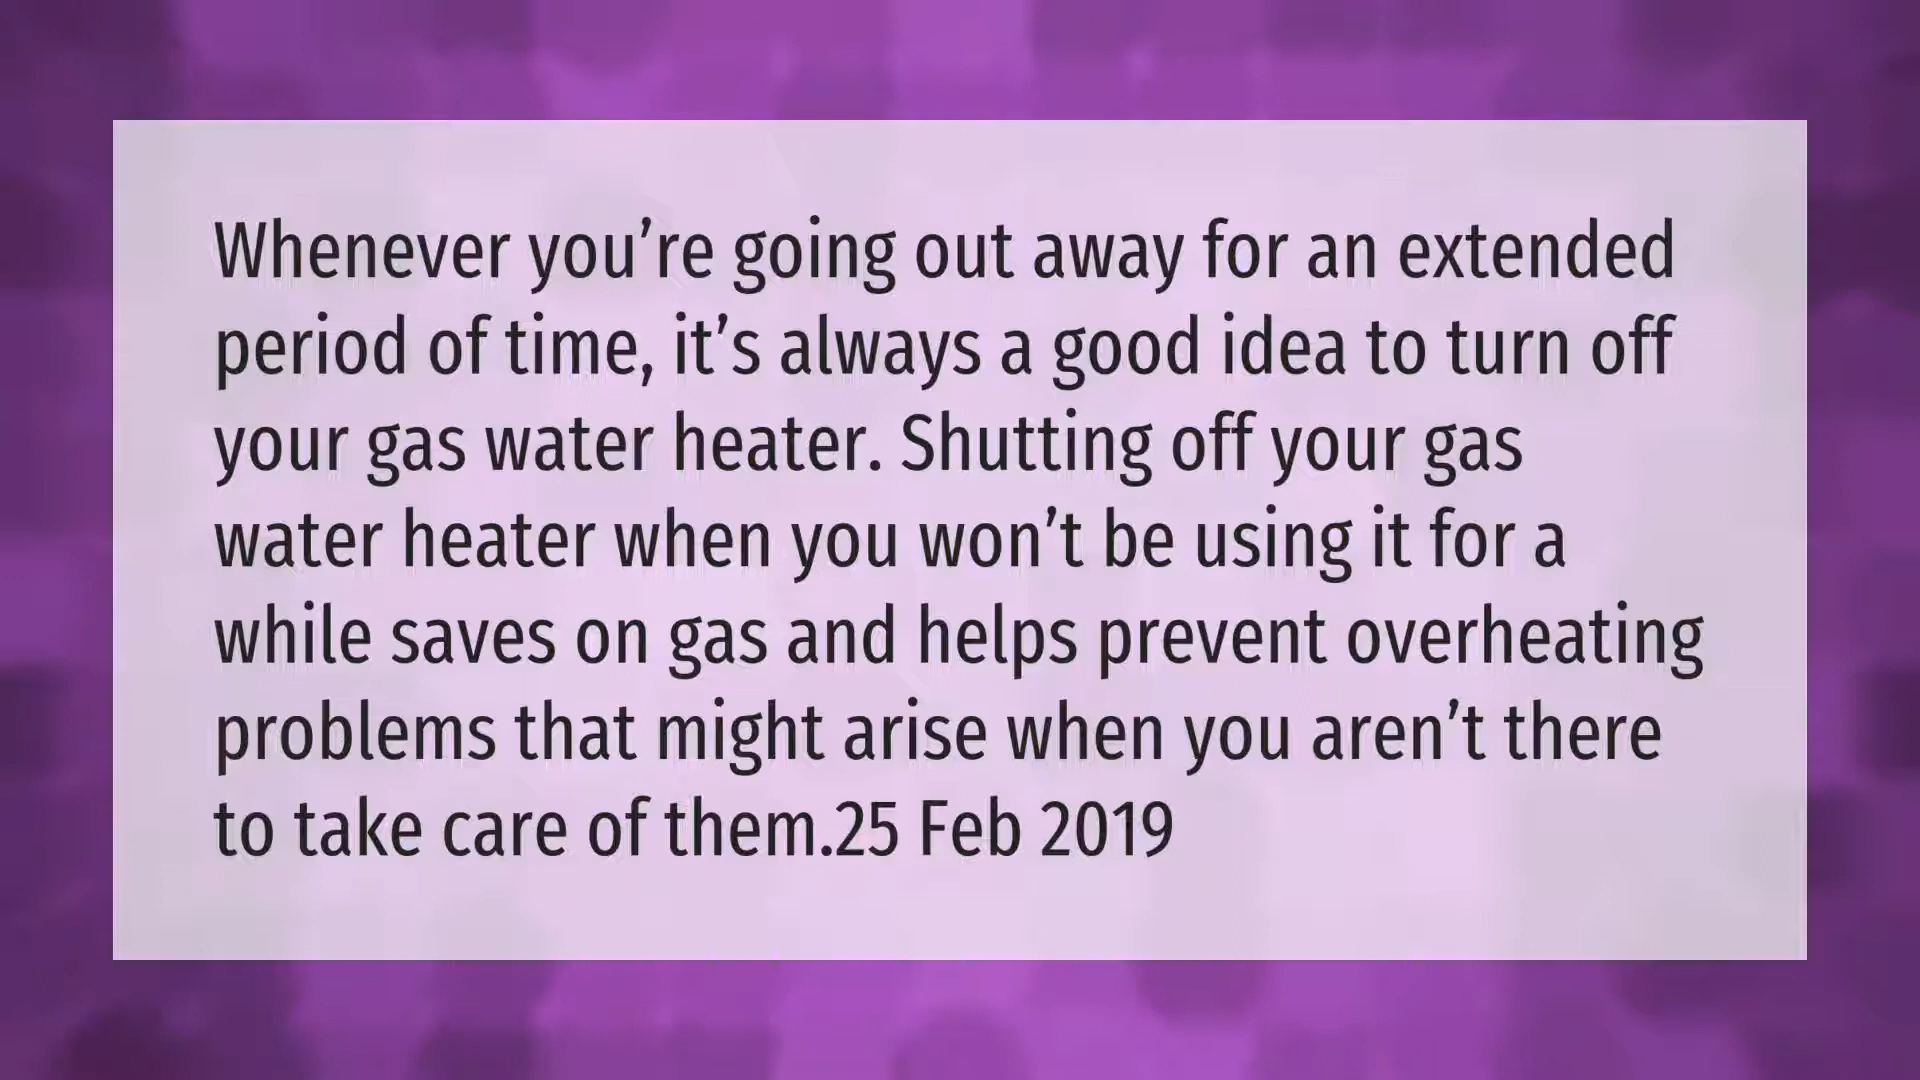 Whenever you’re going out away for an extended
period of time, it’s always a good idea to turn off
your gas water heater. Shutting off your gas
water heater when you won’t be using it for a
while saves on gas and helps prevent overheating
problems that might arise when you aren’t there
to take care of them.25 Feb 2019